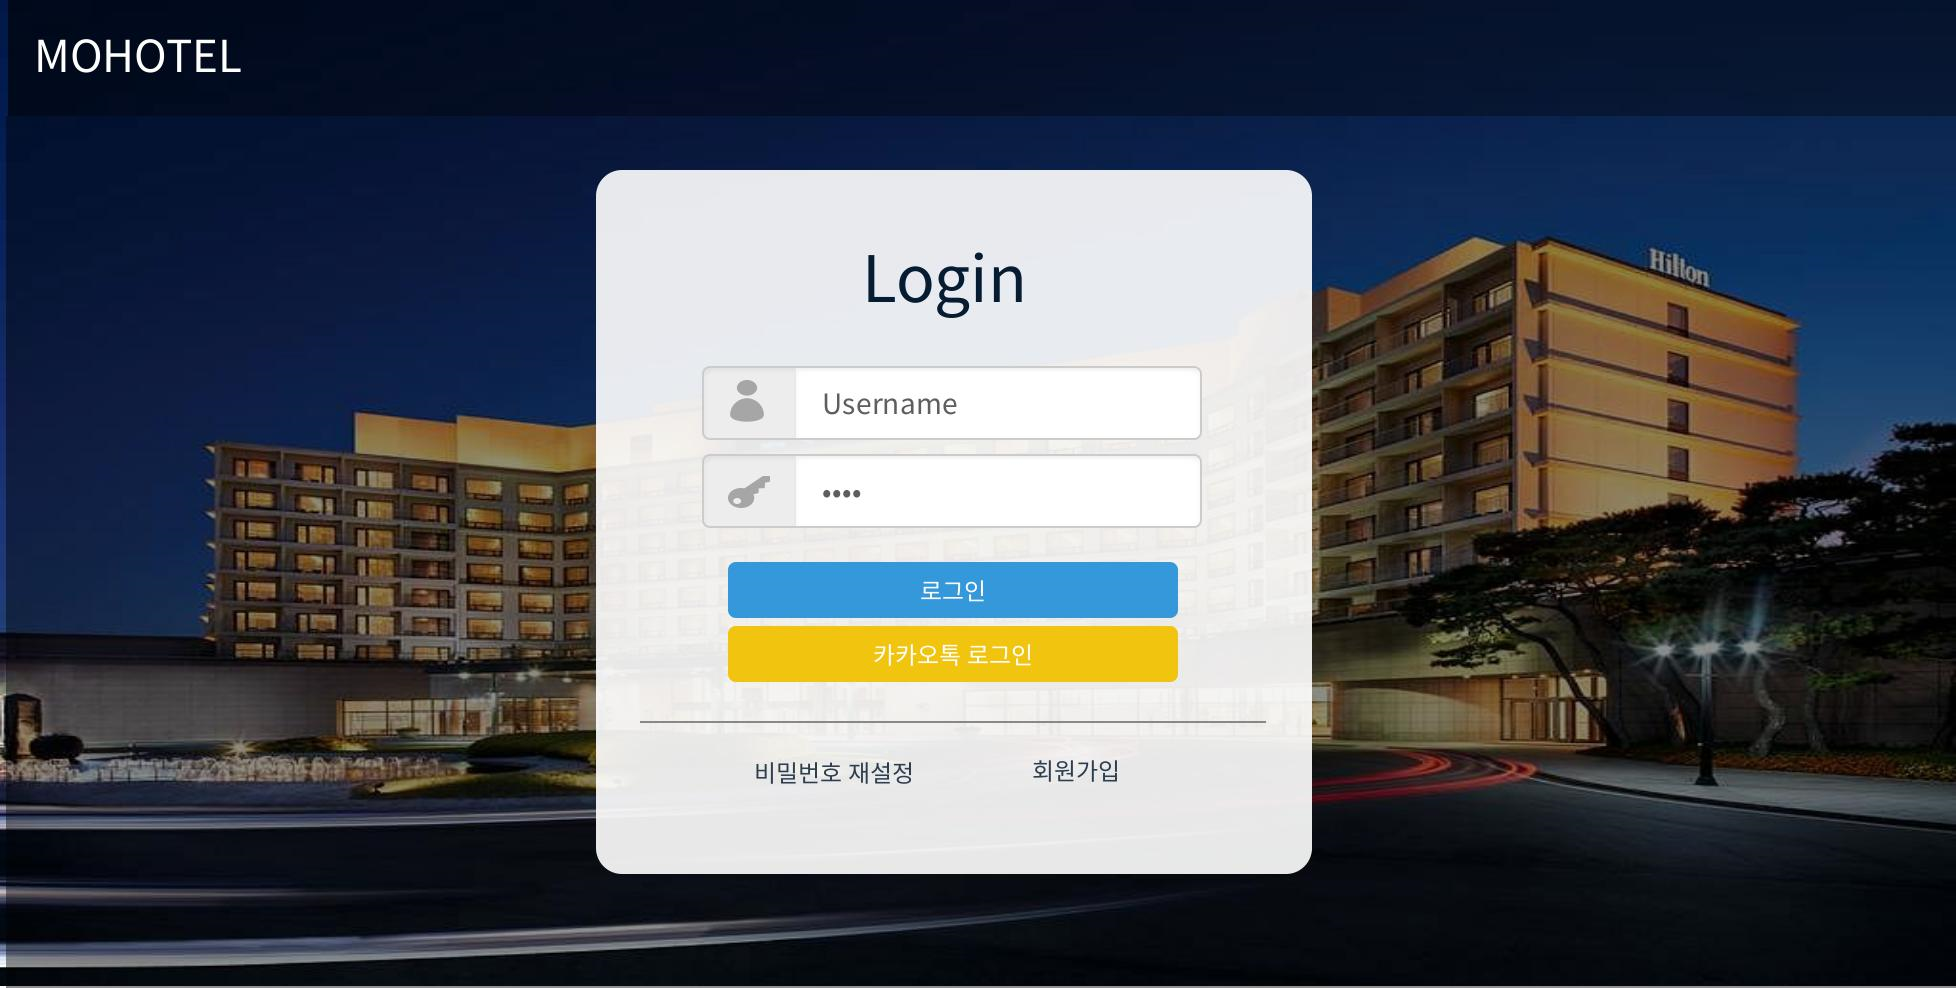 MOHOTEL
Hilton
Login
Username
••••
로그인
카카오톡 로그인
비밀번호 재설정 회원가입